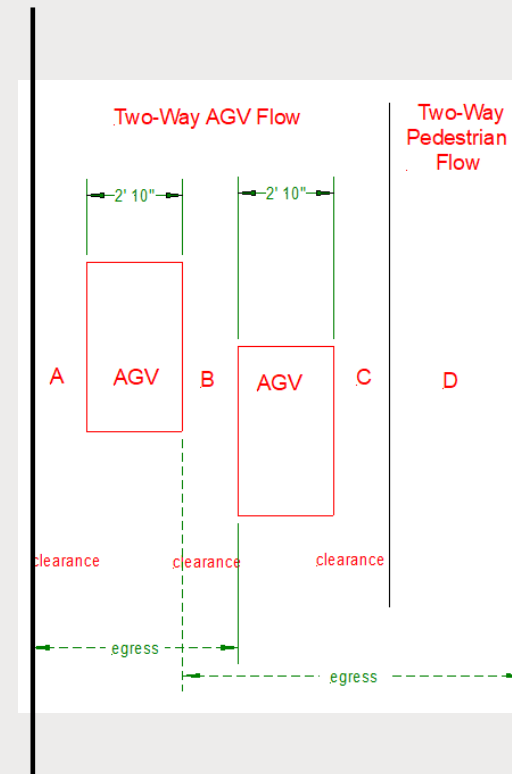 Two-Way AGV Flow
Two-Way
Pedestrian
Flow
2' 10"
2' 10"
A
AGV
B
AGV
C
D
clearance
clearance
clearance
egress
egress